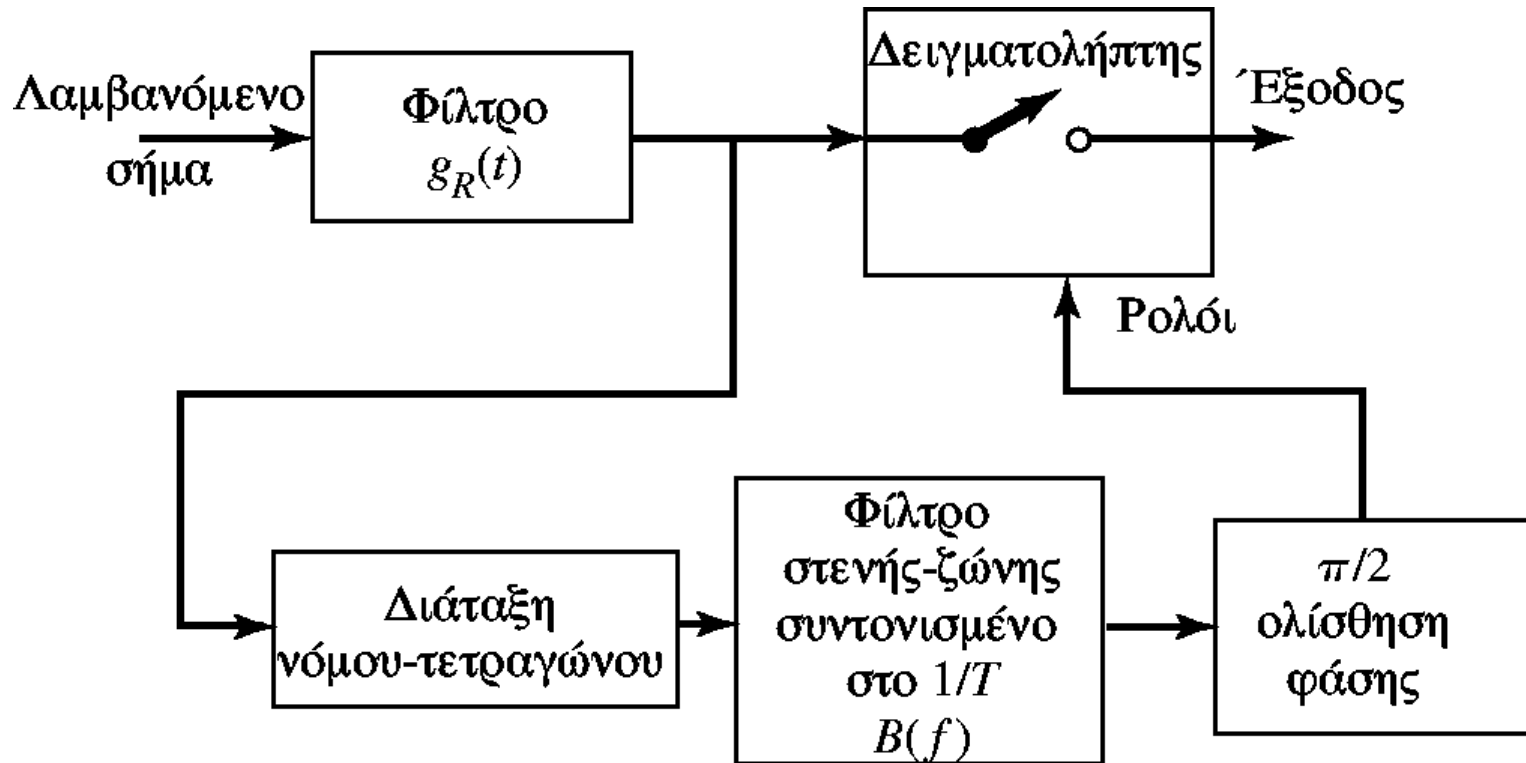 Λαμβανόμενο
σήμα
Φίλτρο
g_R(t)
Δειγματολήπτης
Έξοδος
Ρολόι
Διάταξη
νόμου-τετραγώνου
Φίλτρο
στενής-ζώνης
συντονισμένο
στο 1/T
B(f)
π/2
ολίσθηση
φάσης